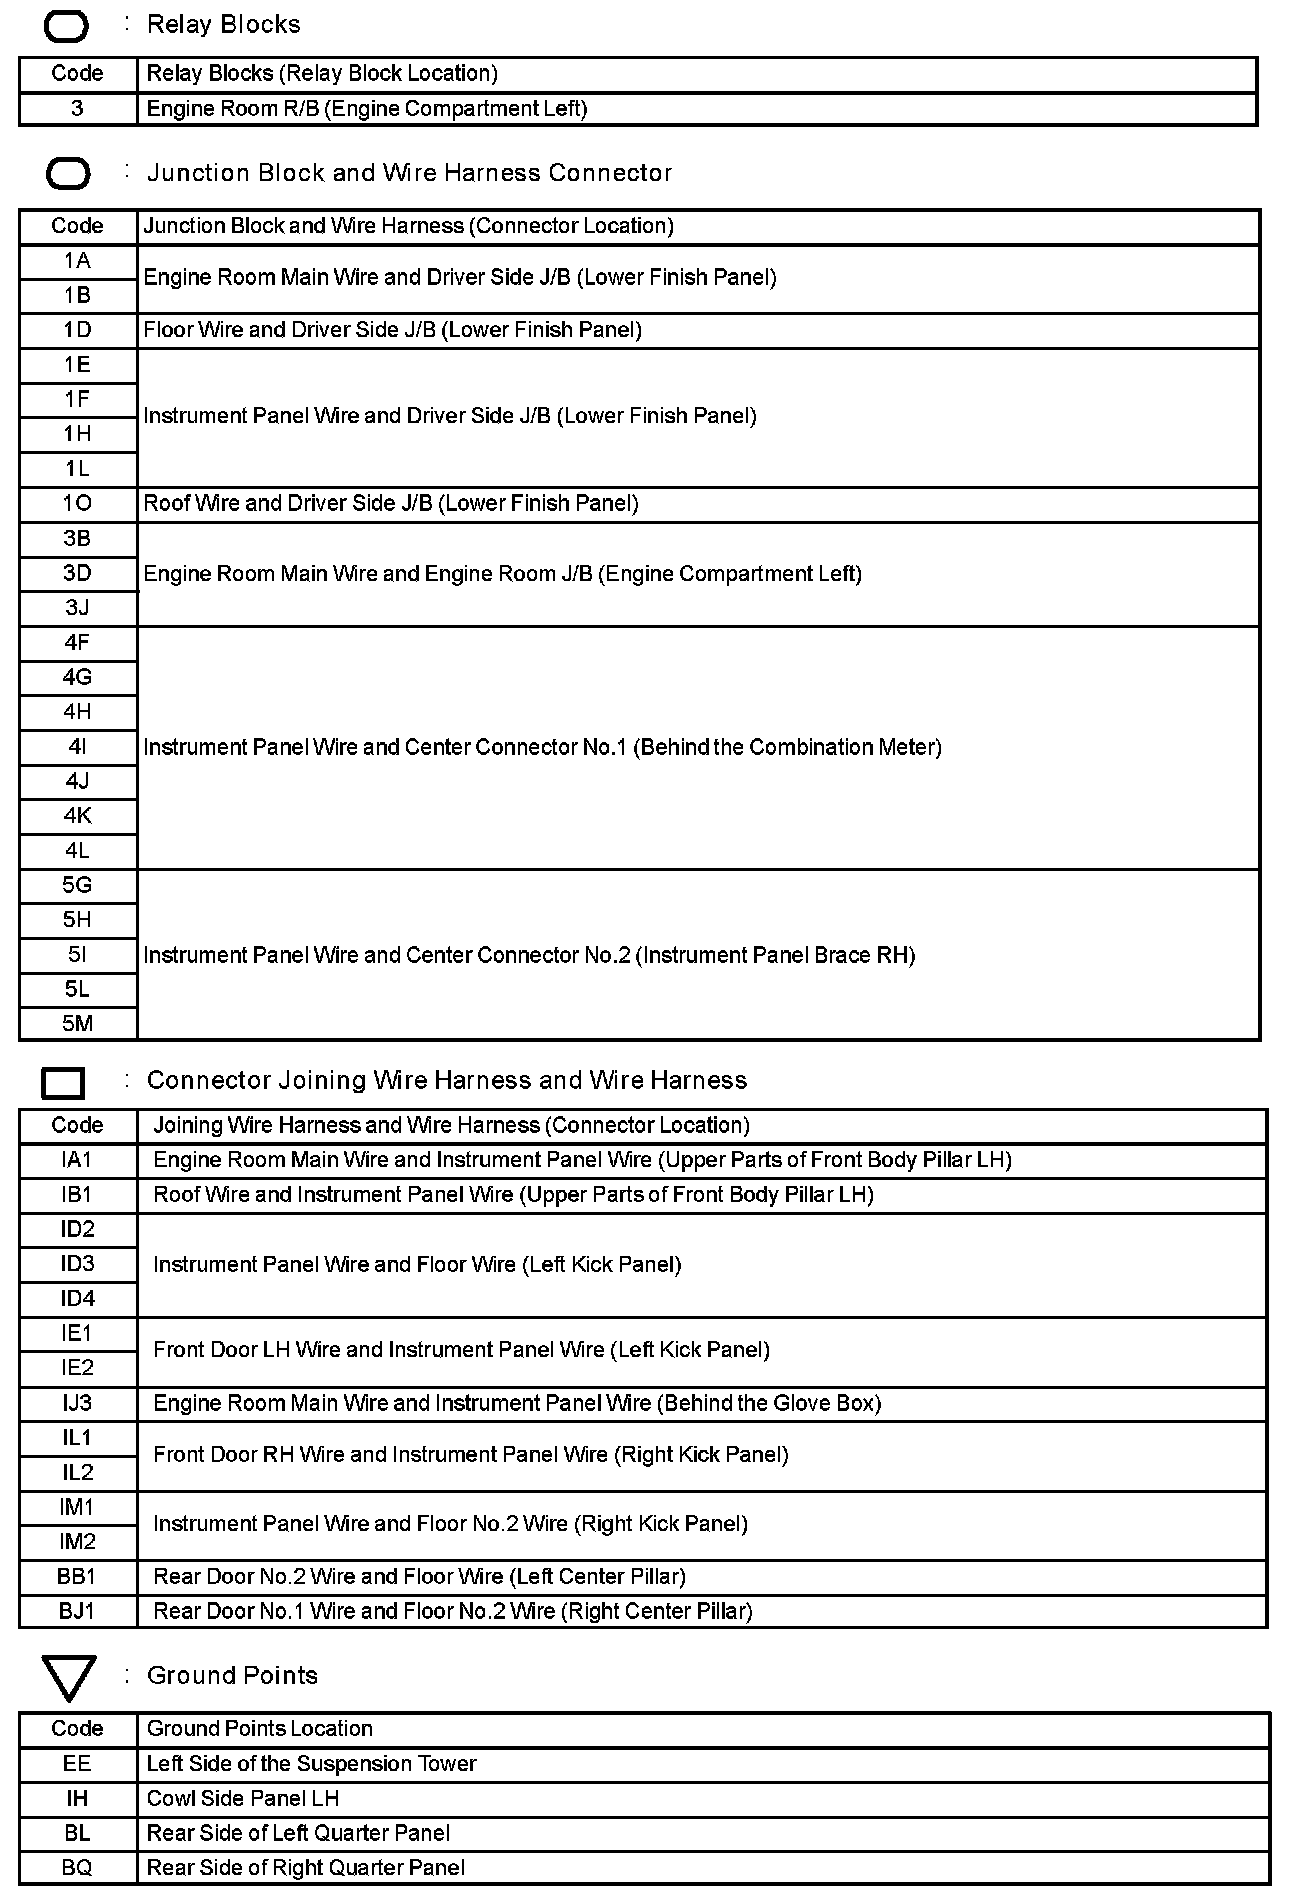 : Relay Blocks
Code Relay Blocks (Relay Block Location)
3 Engine Room R/B (Engine Compartment Left)
: Junction Block and Wire Harness Connector
Code Junction Block and Wire Harness (Connector Location)
1A
Engine Room Main Wire and Driver Side J/B (Lower Finish Panel)
1B
1D Floor Wire and Driver Side J/B (Lower Finish Panel)
1E
1F
Instrument Panel Wire and Driver Side J/B (Lower Finish Panel)
1H
1L
1O Roof Wire and Driver Side J/B (Lower Finish Panel)
3B
3D Engine Room Main Wire and Engine Room J/B (Engine Compartment Left)
3J
4F
4G
4H
4I Instrument Panel Wire and Center Connector No.1 (Behind the Combination Meter)
4J
4K
4L
5G
5H
5I Instrument Panel Wire and Center Connector No.2 (Instrument Panel Brace RH)
5L
5M
: Connector Joining Wire Harness and Wire Harness
Code Joining Wire Harness and Wire Harness (Connector Location)
IA1 Engine Room Main Wire and Instrument Panel Wire (Upper Parts of Front Body Pillar LH)
IB1 Roof Wire and Instrument Panel Wire (Upper Parts of Front Body Pillar LH)
ID2
ID3 Instrument Panel Wire and Floor Wire (Left Kick Panel)
ID4
IE1
Front Door LH Wire and Instrument Panel Wire (Left Kick Panel)
IE2
IJ3 Engine Room Main Wire and Instrument Panel Wire (Behind the Glove Box)
IL1
Front Door RH Wire and Instrument Panel Wire (Right Kick Panel)
IL2
IM1
Instrument Panel Wire and Floor No.2 Wire (Right Kick Panel)
IM2
BB1 Rear Door No.2 Wire and Floor Wire (Left Center Pillar)
BJ1 Rear Door No.1 Wire and Floor No.2 Wire (Right Center Pillar)
: Ground Points
Code Ground Points Location
EE Left Side of the Suspension Tower
IH Cowl Side Panel LH
BL Rear Side of Left Quarter Panel
BQ Rear Side of Right Quarter Panel